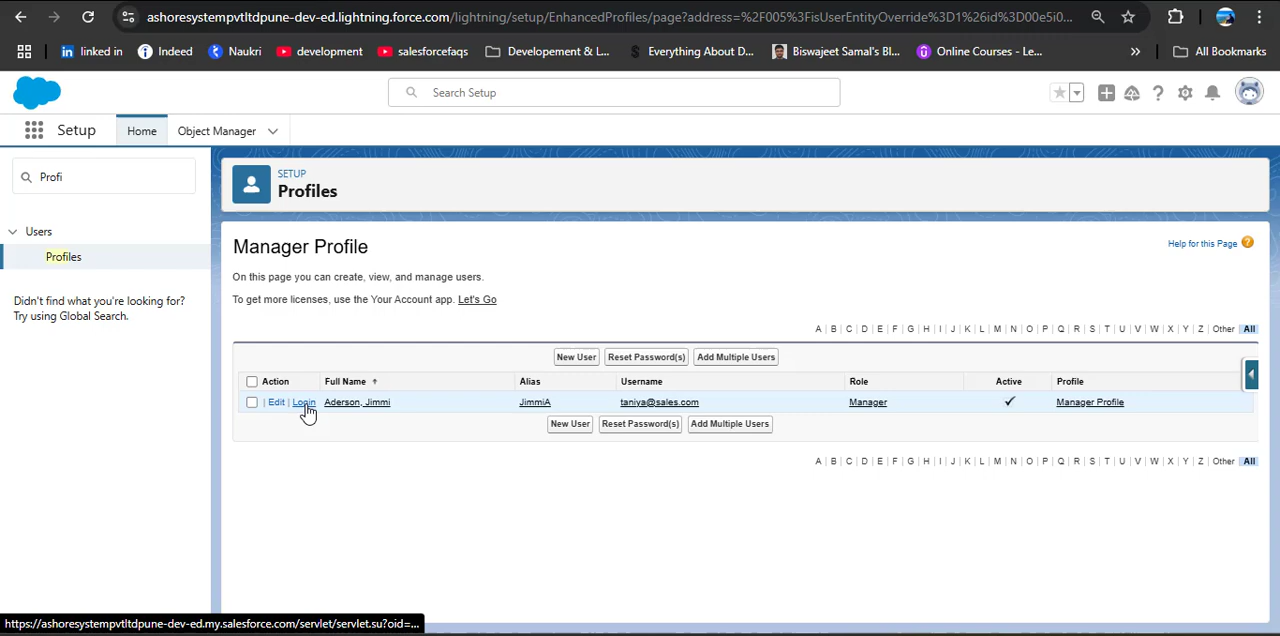 ashoresystempvtltdpune-dev-ed.lightning.force.com/lightning/setup/EnhancedProfiles/page?address=%2F005%3FisUserEntityOverride%3D1%26id%3D00e5i0...
linked in Indeed Naukri development salesforcefaqs Developement & L... Everything About D... Biswajeet Samal's Bl... Online Courses - Le... » All Bookmarks
Search Setup
Setup Home Object Manager
Profi
SETUP
Profiles
Users
Profiles
Didn't find what you're looking for?
Try using Global Search.
Manager Profile
Help for this Page ?
On this page you can create, view, and manage users.
To get more licenses, use the Your Account app. Let's Go
A | B | C | D | E | F | G | H | I | J | K | L | M | N | O | P | Q | R | S | T | U | V | W | X | Y | Z | Other All
New User Reset Password(s) Add Multiple Users
Action Full Name ↑ Alias Username Role Active Profile
| Edit | Login Aderson, Jimmi JimmiA taniya@sales.com Manager ✓ Manager Profile
New User Reset Password(s) Add Multiple Users
A | B | C | D | E | F | G | H | I | J | K | L | M | N | O | P | Q | R | S | T | U | V | W | X | Y | Z | Other All
https://ashoresystempvtltdpune-dev-ed.my.salesforce.com/servlet/servlet.su?oid=...